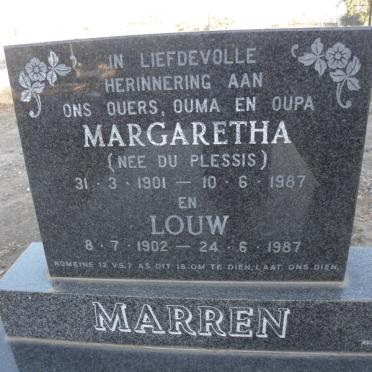 IN LIEFDEVOLLE
HERINNERING AAN
ONS OUERS, OUMA EN OUPA
MARGARETHA
(NEE DU PLESSIS)
31 · 3 · 1901 — 10 · 6 · 1987
EN
LOUW
8 · 7 · 1902 — 24 · 6 · 1987
ROMEINE 12 VS. 7 AS DIT IS OM TE DIEN, LAAT ONS DIEN.
MARREN